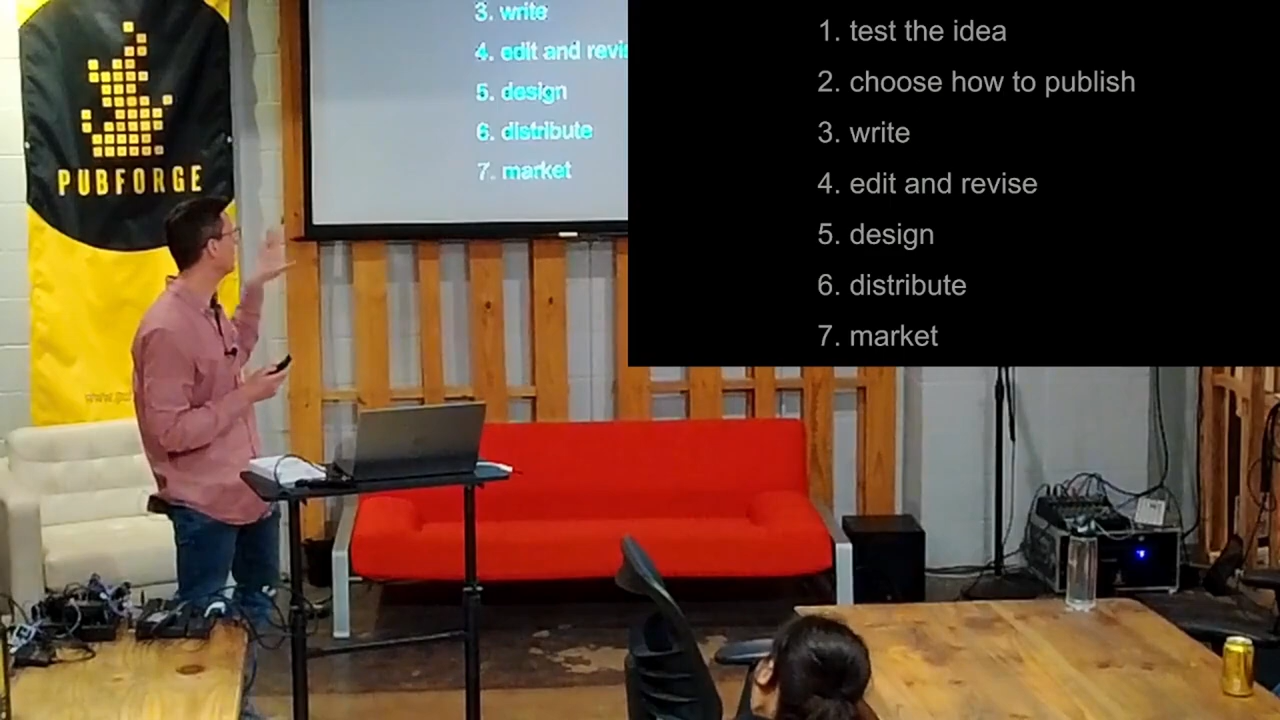 PUBFORGE
3. write
4. edit and revis
5. design
6. distribute
7. market
1. test the idea
2. choose how to publish
3. write
4. edit and revise
5. design
6. distribute
7. market